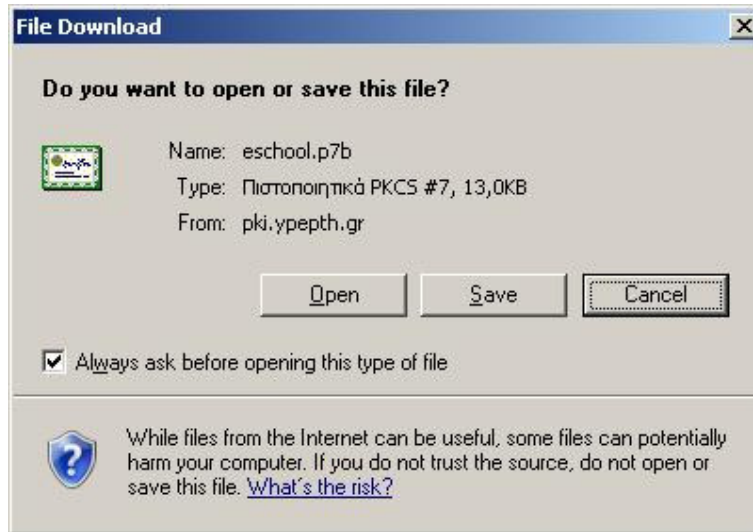 File Download
Do you want to open or save this file?
Name: eschool.p7b
Type: Πιστοποιητικά PKCS #7, 13,0KB
From: pki.ypepth.gr
Open Save Cancel
Always ask before opening this type of file
While files from the Internet can be useful, some files can potentially
harm your computer. If you do not trust the source, do not open or
save this file. What's the risk?